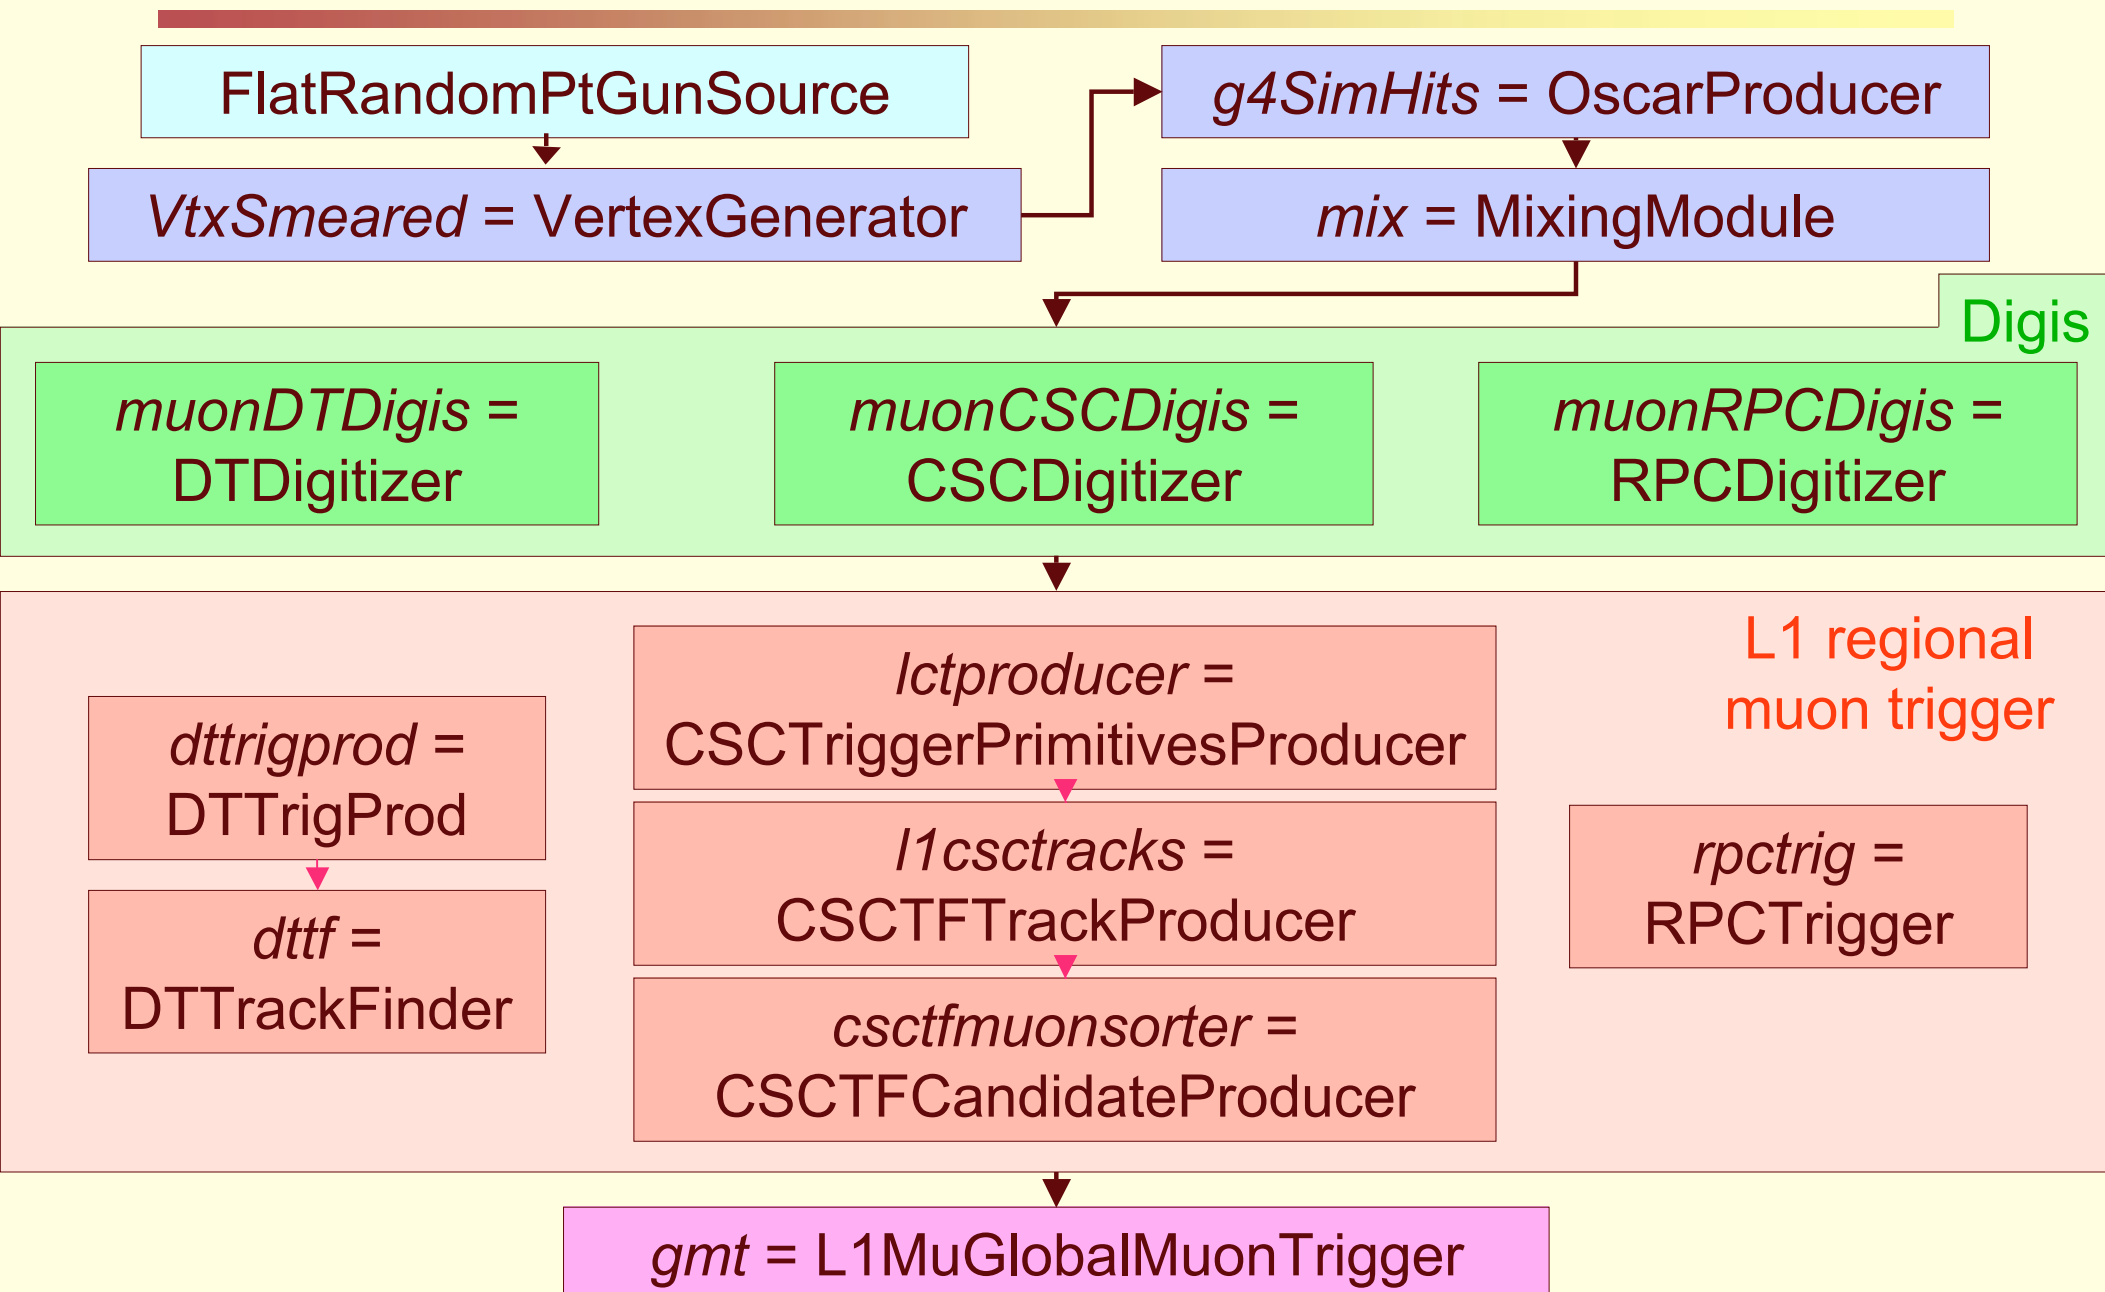 FlatRandomPtGunSource
VtxSmeared = VertexGenerator
g4SimHits = OscarProducer
mix = MixingModule
Digis
muonDTDigis =
DTDigitizer
muonCSCDigis =
CSCDigitizer
muonRPCDigis =
RPCDigitizer
L1 regional
muon trigger
dttrigprod =
DTTrigProd
dttf =
DTTrackFinder
lctproducer =
CSCTriggerPrimitivesProducer
l1csctracks =
CSCTFTrackProducer
csctfmuonsorter =
CSCTFCandidateProducer
rpctrig =
RPCTrigger
gmt = L1MuGlobalMuonTrigger